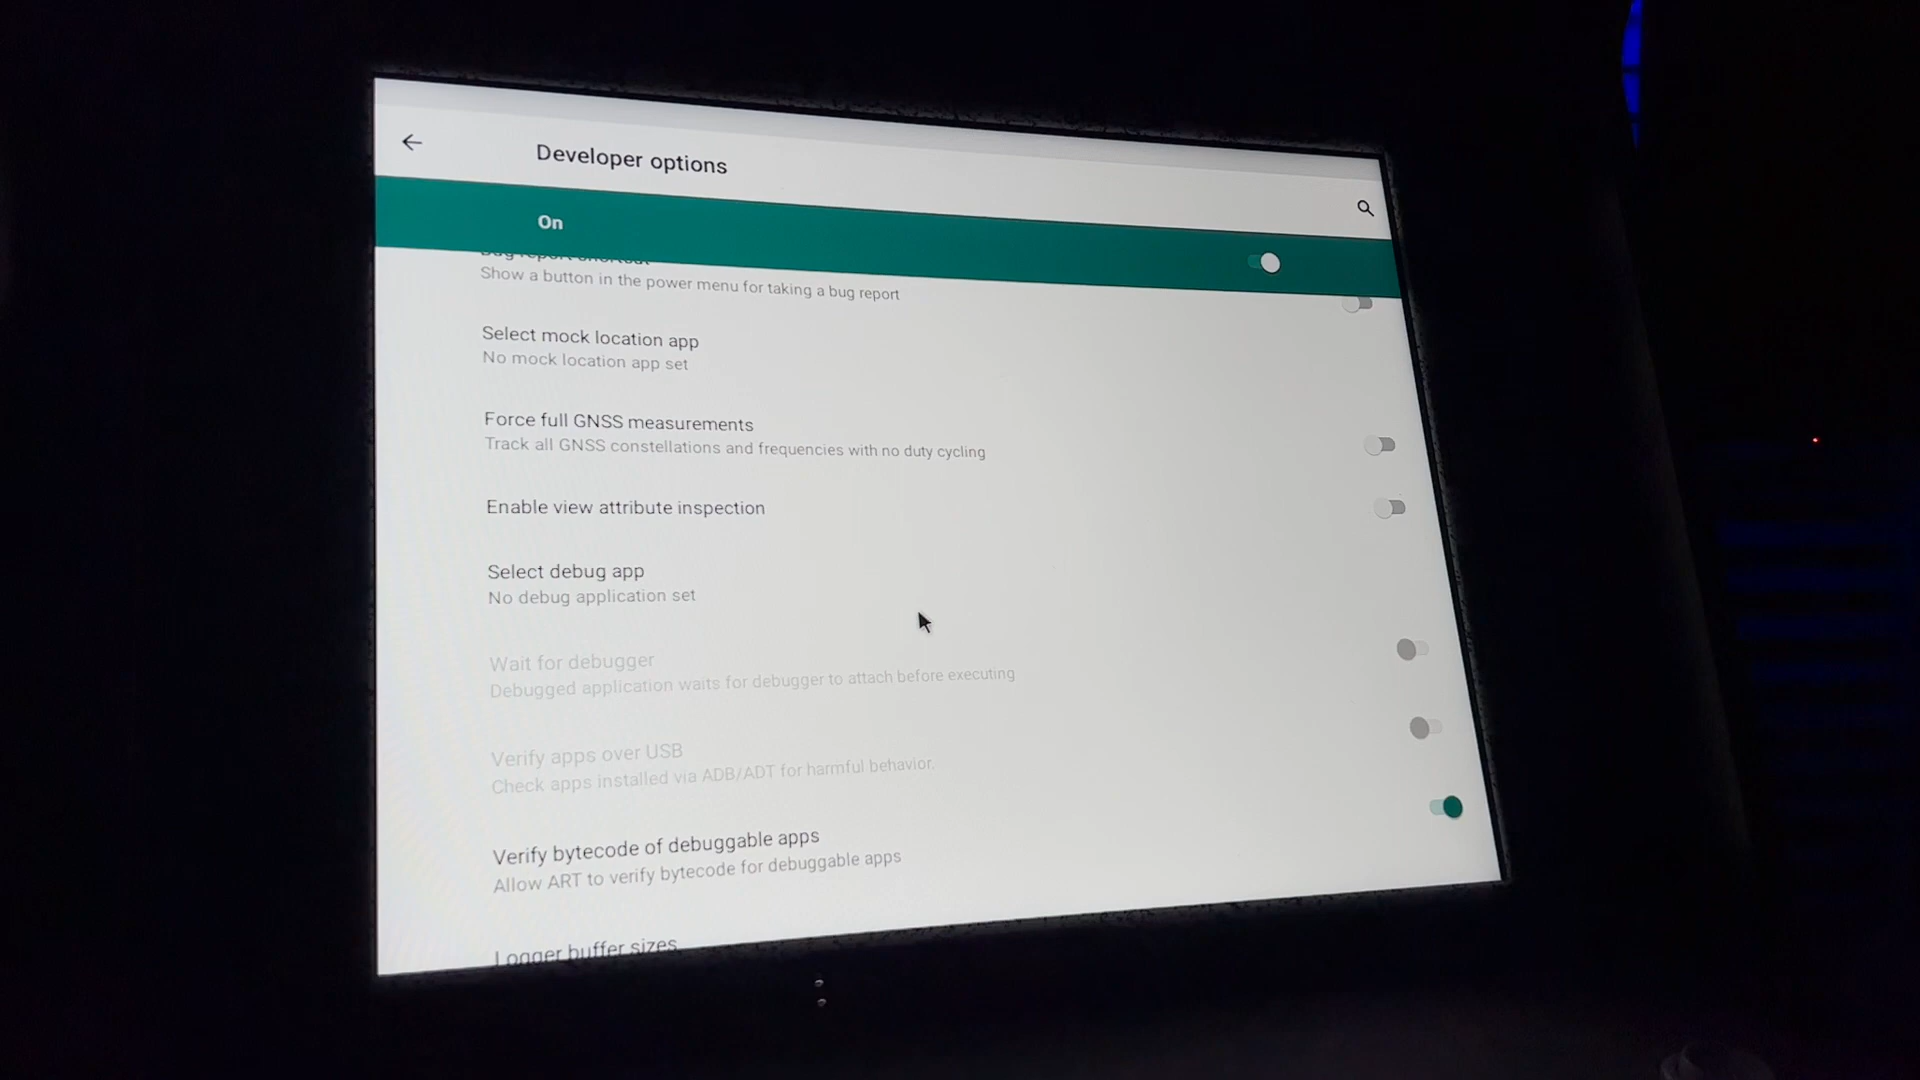 Developer options
On
Bug report shortcut
Show a button in the power menu for taking a bug report
Select mock location app
No mock location app set
Force full GNSS measurements
Track all GNSS constellations and frequencies with no duty cycling
Enable view attribute inspection
Select debug app
No debug application set
Wait for debugger
Debugged application waits for debugger to attach before executing
Verify apps over USB
Check apps installed via ADB/ADT for harmful behavior.
Verify bytecode of debuggable apps
Allow ART to verify bytecode for debuggable apps
Logger buffer sizes